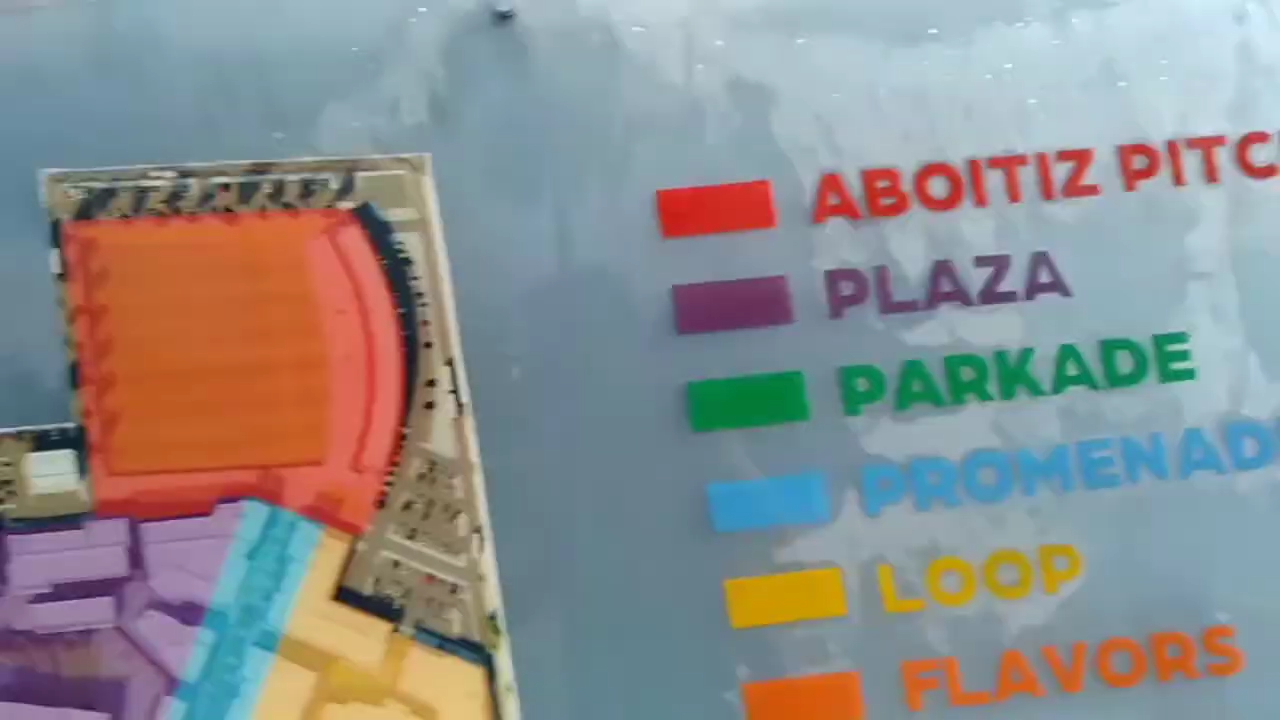 ABOITIZ PITC
PLAZA
PARKADE
PROMENAD
LOOP
FLAVORS